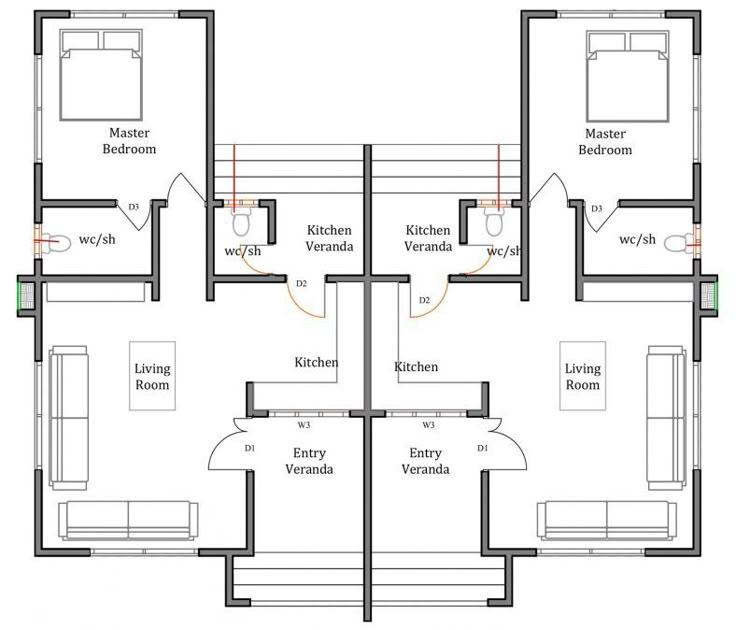 Master
Bedroom
Master
Bedroom
D3
D3
wc/sh
wc/sh
Kitchen
Veranda
Kitchen
Veranda
wc/sh
wc/sh
D2
D2
Living
Room
Kitchen
Kitchen
Living
Room
W3
W3
D1
D1
Entry
Veranda
Entry
Veranda